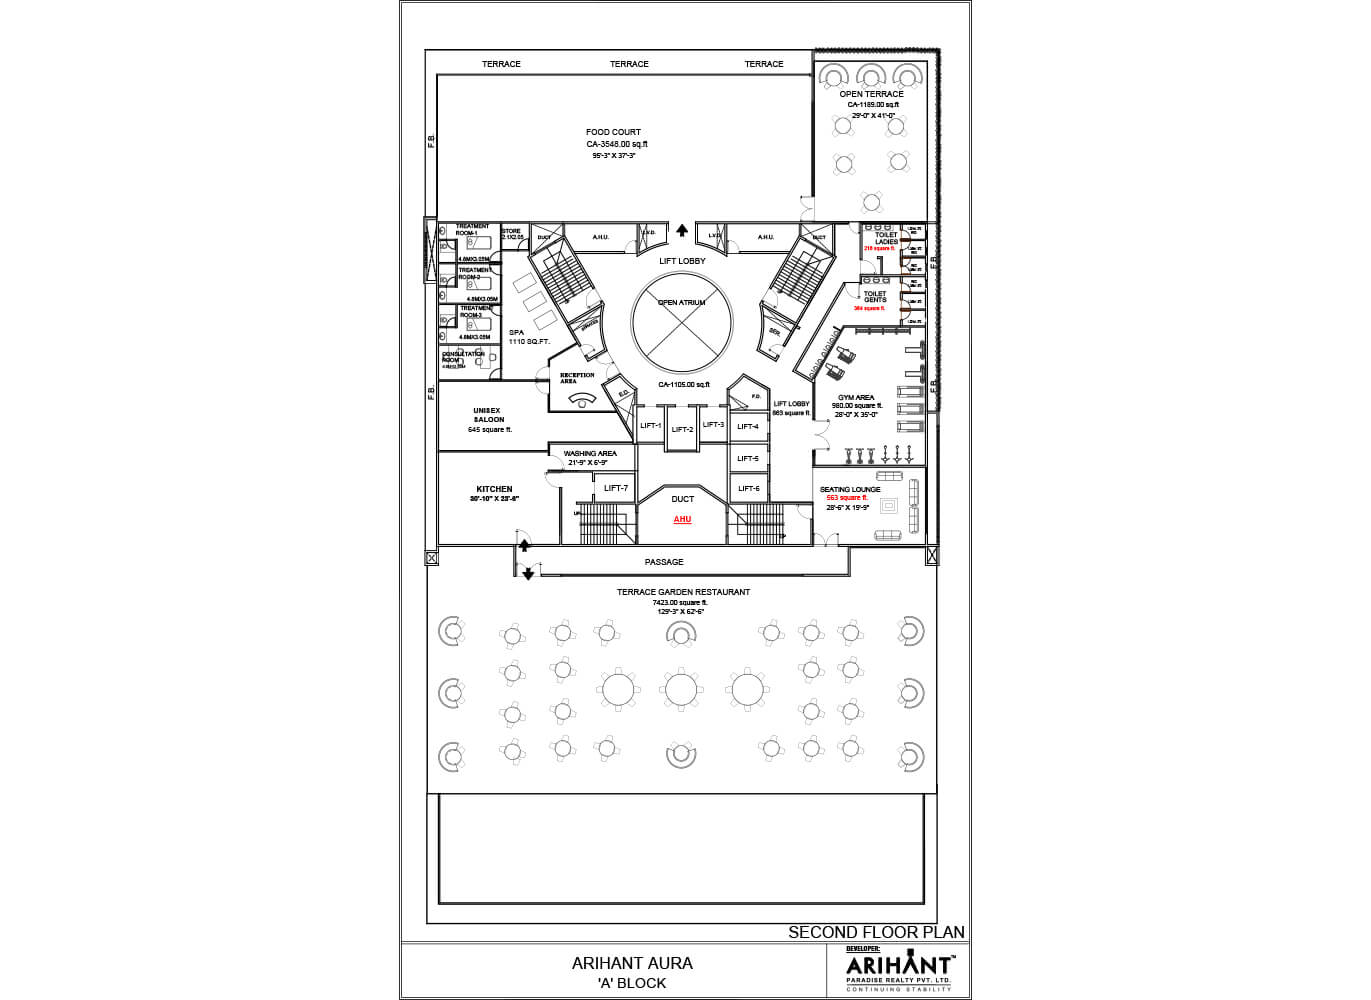 TERRACE TERRACE TERRACE
OPEN TERRACE
CA-1189.00 sq.ft
29'-0" X 41'-0"
FOOD COURT
CA-3548.00 sq.ft
95'-3" X 37'-3"
F.B.
TREATMENT
ROOM-1
4.8MX3.05M
STORE
2.1X2.05
DUCT
A.H.U.
L.V.D.
L.V.D.
A.H.U.
DUCT
TOILET
LADIES
218 square ft.
F.B.
LIFT LOBBY
TREATMENT
ROOM-2
4.8MX3.05M
OPEN ATRIUM
TOILET
GENTS
364 square ft.
TREATMENT
ROOM-3
4.8MX3.05M
SPA
1110 SQ.FT.
SER.
CONSULTATION
ROOM
RECEPTION
AREA
CA-1105.00 sq.ft
F.B.
E.D.
F.D.
F.B.
LIFT LOBBY
663 square ft.
GYM AREA
980.00 square ft.
28'-0" X 35'-0"
UNISEX
SALOON
645 square ft.
LIFT-1
LIFT-2
LIFT-3
LIFT-4
WASHING AREA
21'-9" X 6'-9"
LIFT-5
KITCHEN
30'-10" X 23'-6"
LIFT-7
LIFT-6
DUCT
AHU
SEATING LOUNGE
563 square ft.
28'-6" X 19'-9"
UP
UP
PASSAGE
TERRACE GARDEN RESTAURANT
7423.00 square ft.
129'-3" X 62'-6"
SECOND FLOOR PLAN
ARIHANT AURA
'A' BLOCK
DEVELOPER:
ARIHANT™
PARADISE REALTY PVT. LTD.
CONTINUING STABILITY